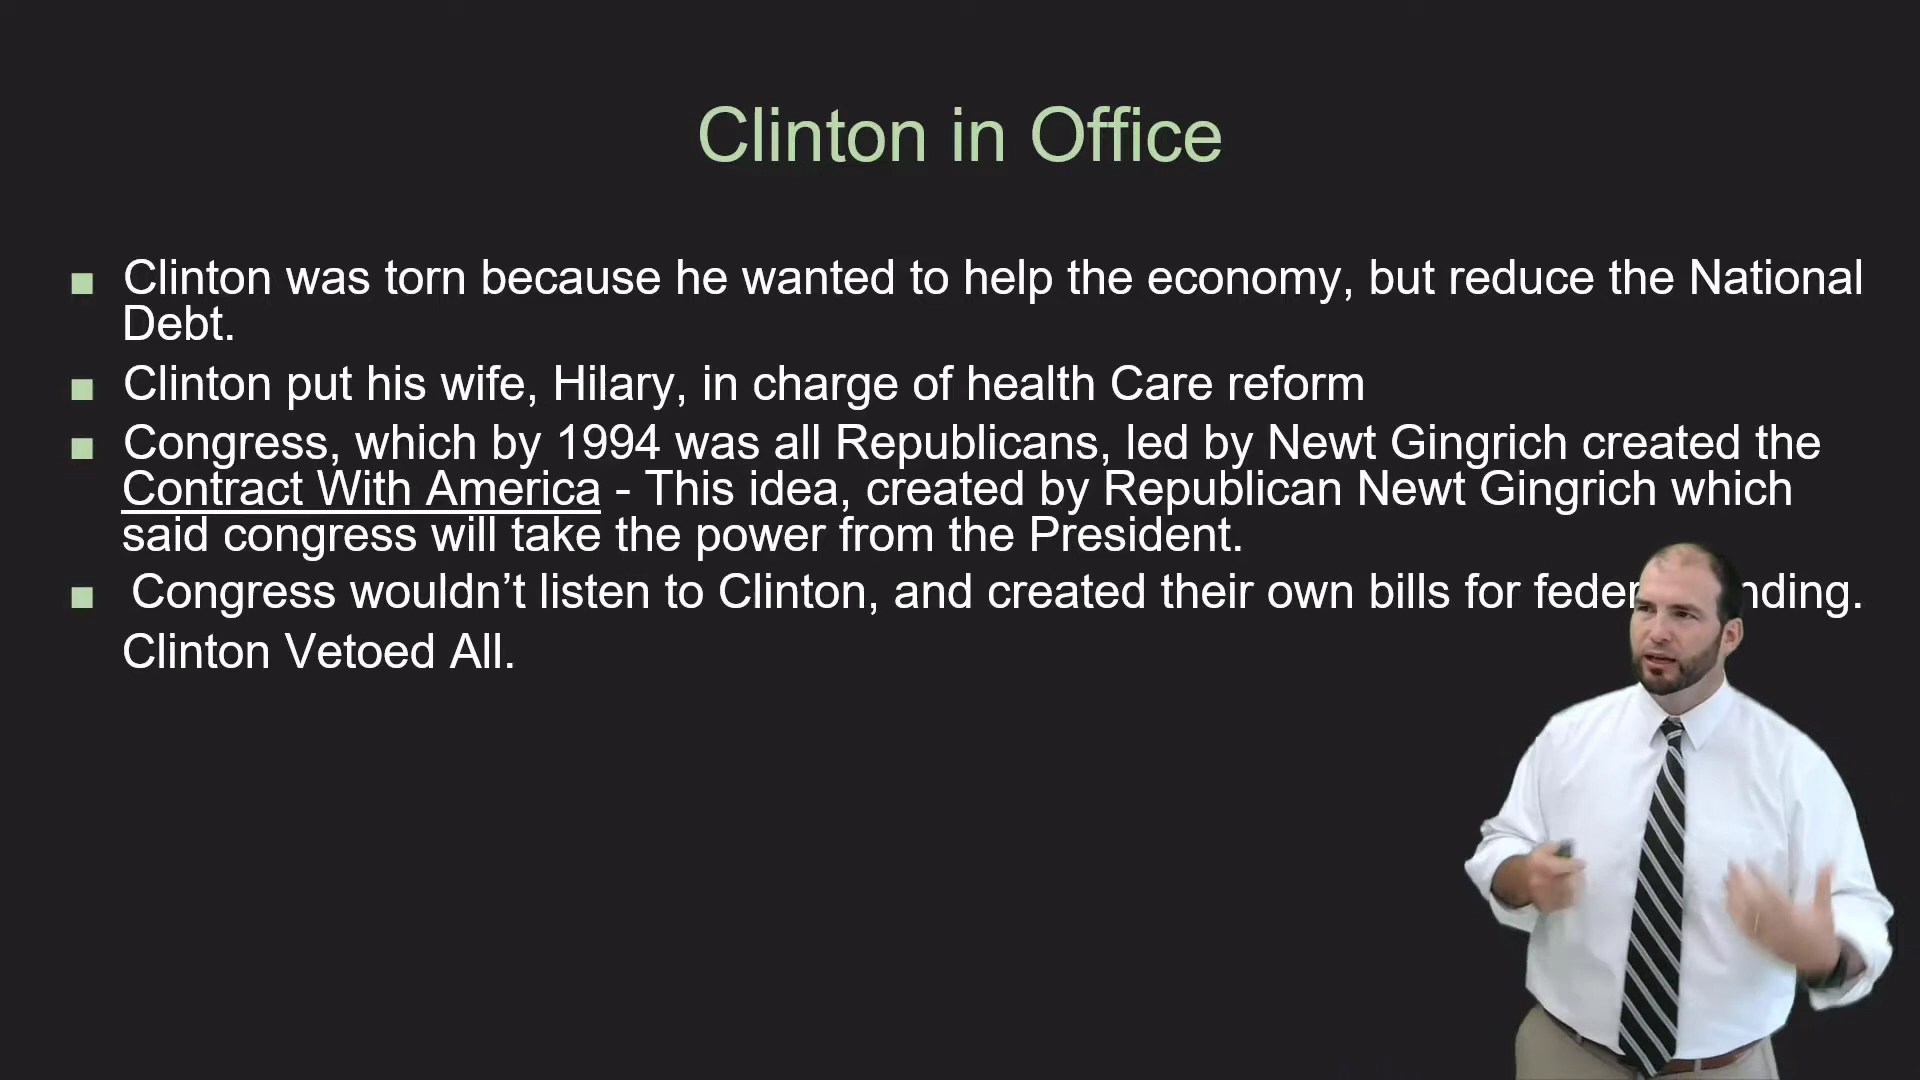 Clinton in Office
Clinton was torn because he wanted to help the economy, but reduce the National
Debt.
Clinton put his wife, Hilary, in charge of health Care reform
Congress, which by 1994 was all Republicans, led by Newt Gingrich created the
Contract With America - This idea, created by Republican Newt Gingrich which
said congress will take the power from the President.
Congress wouldn’t listen to Clinton, and created their own bills for
Clinton Vetoed All.